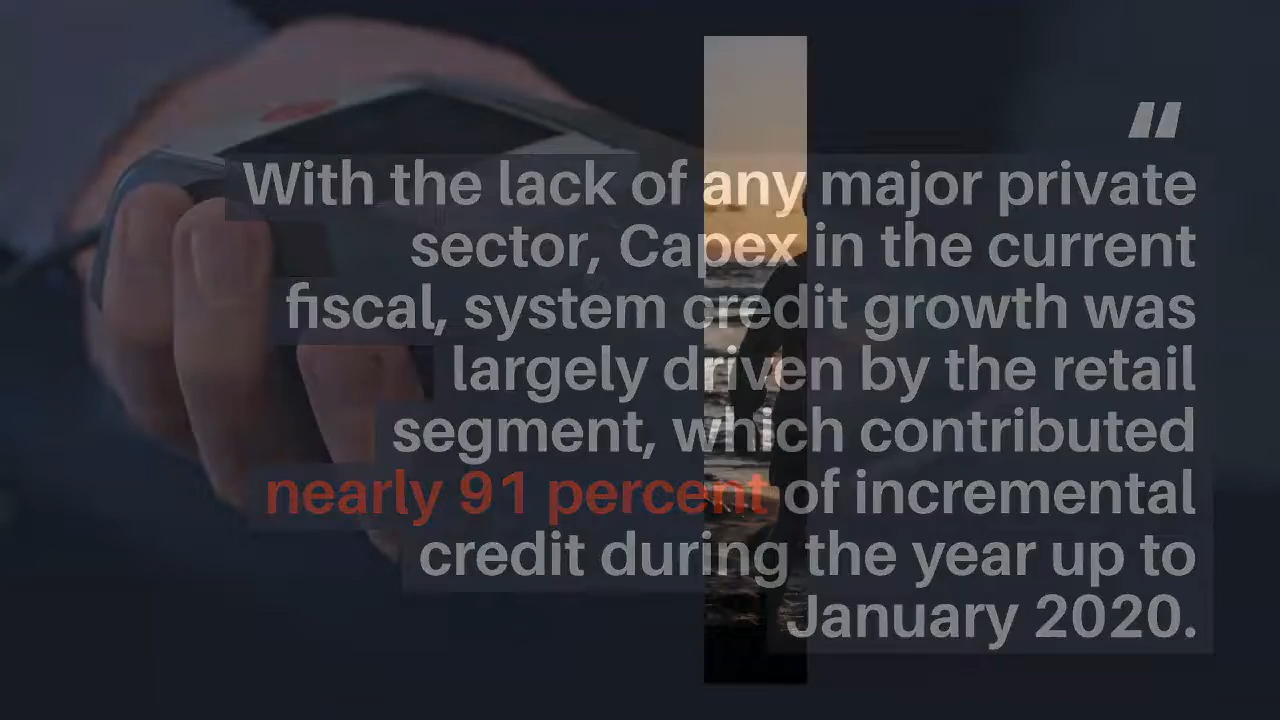 “
With the lack of any major private
sector, Capex in the current
fiscal, system credit growth was
largely driven by the retail
segment, which contributed
nearly 91 percent of incremental
credit during the year up to
January 2020.